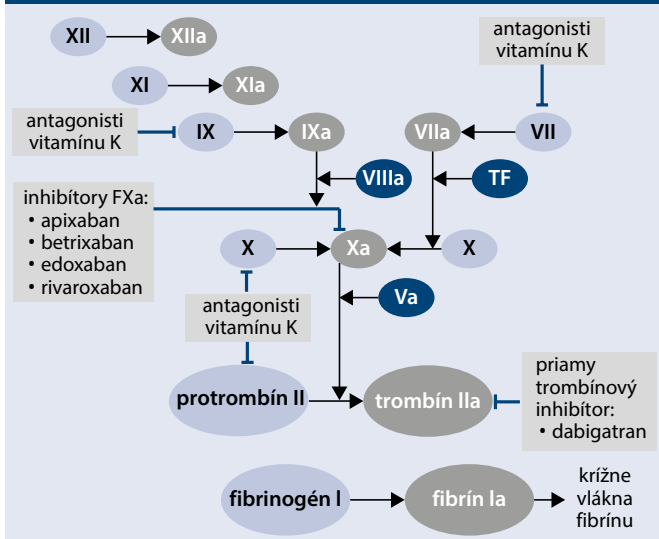 XII XIIa
XI XIa
antagonisti
vitamínu K
antagonisti
vitamínu K
IX IXa VIIa VII
VIIIa TF
inhibítory FXa:
• apixaban
• betrixaban
• edoxaban
• rivaroxaban
X Xa X
antagonisti
vitamínu K
Va
protrombín II trombín IIa
priamy
trombínový
inhibítor:
• dabigatran
fibrinogén I fibrín Ia
krížne
vlákna
fibrínu